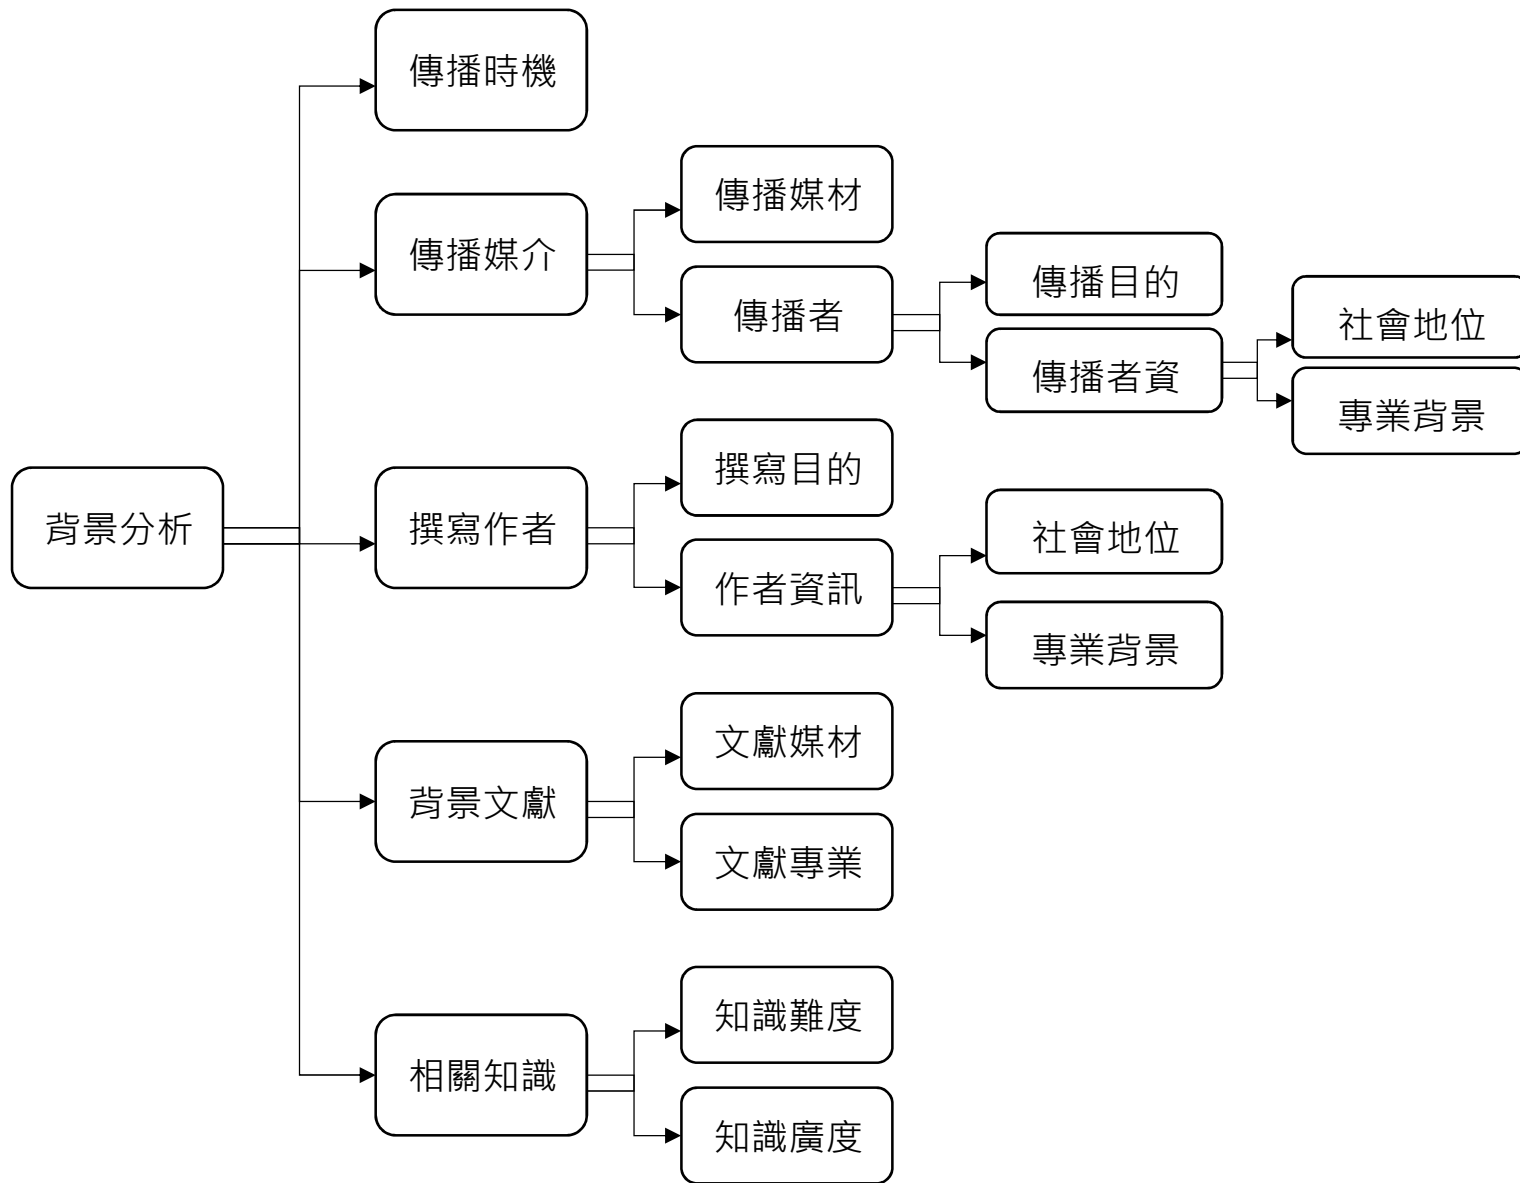 傳播時機
傳播媒介
傳播媒材
傳播者
傳播目的
傳播者資
社會地位
專業背景
背景分析
撰寫作者
撰寫目的
作者資訊
社會地位
專業背景
背景文獻
文獻媒材
文獻專業
相關知識
知識難度
知識廣度